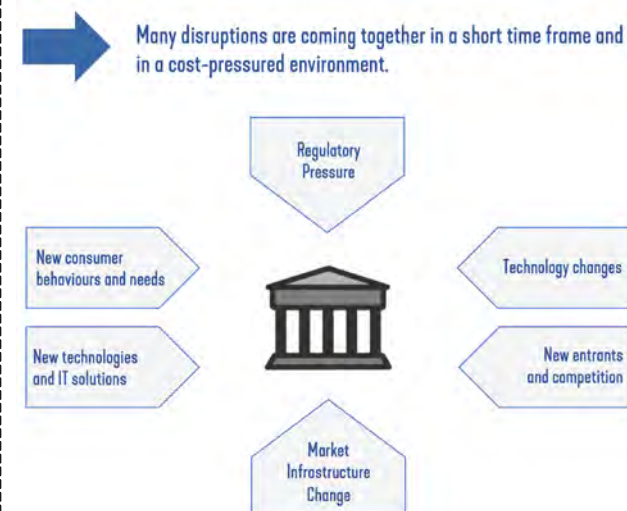 Many disruptions are coming together in a short time frame and
in a cost-pressured environment.
Regulatory
Pressure
New consumer
behaviours and needs
Technology changes
New technologies
and IT solutions
New entrants
and competition
Market
Infrastructure
Change